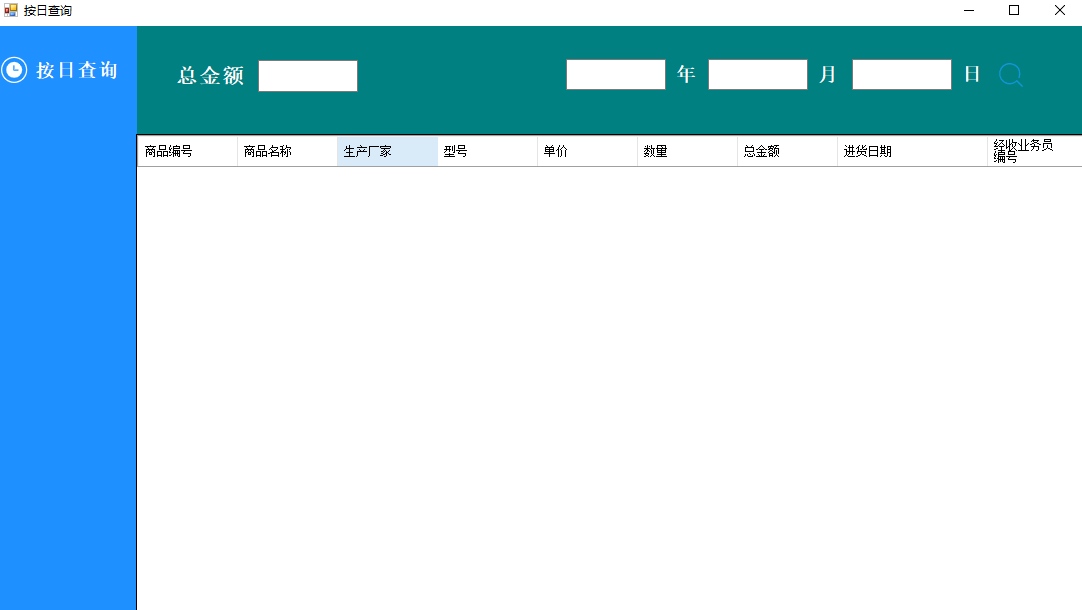 按日查询
按日查询
总金额 年 月 日
商品编号 商品名称 生产厂家 型号 单价 数量 总金额 进货日期 经收业务员
编号